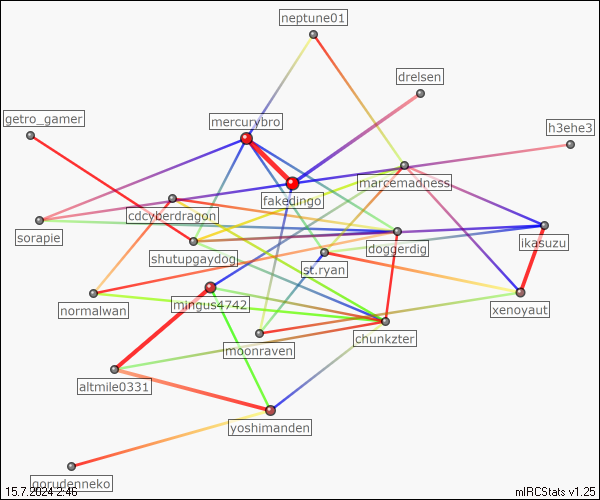 neptune01
drelsen
getro_gamer
mercurybro
h3ehe3
marcemadness
fakedingo
cdcyberdragon
sorapie
doggerdig
ikasuzu
shutupgaydog
st.ryan
normalwan
mingus4742
xenoyaut
chunkzter
moonraven
altmile0331
yoshimanden
gorudenneko
15.7.2024 2:46
mIRCStats v1.25